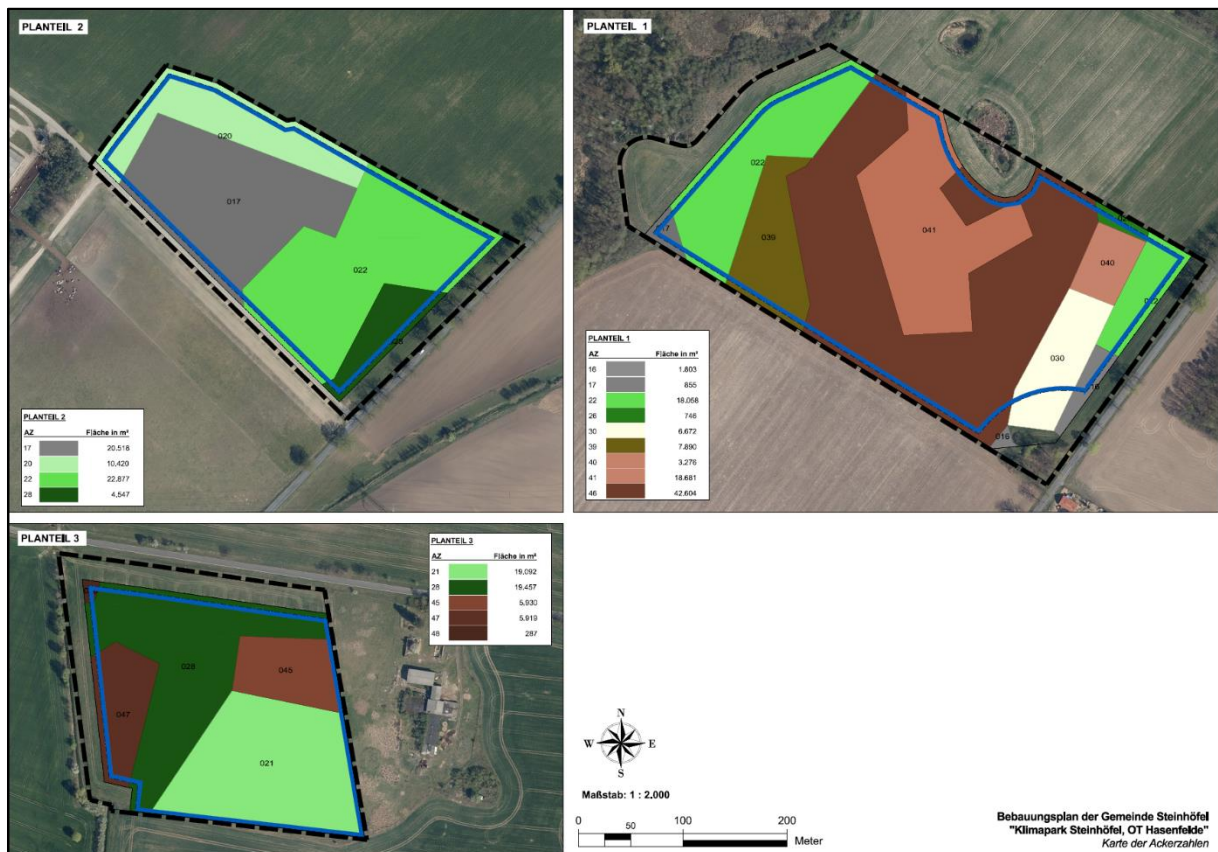 PLANTEIL 2
020
017
022
028
PLANTEIL 2
AZ Fläche in m²
17 20.518
20 10.420
22 22.877
28 4.547
PLANTEIL 1
022
017
039
041
040
022
030
016
016
PLANTEIL 1
AZ Fläche in m²
16 1.803
17 855
22 18.058
26 746
30 6.672
39 7.890
40 3.276
41 18.681
46 42.604
PLANTEIL 3
028
045
047
021
PLANTEIL 3
AZ Fläche in m²
21 19.092
28 19.457
45 5.930
47 5.919
48 287
N
W E
S
Maßstab: 1 : 2.000
0 50 100 200
Meter
Bebauungsplan der Gemeinde Steinhöfel
"Klimapark Steinhöfel, OT Hasenfelde"
Karte der Ackerzahlen